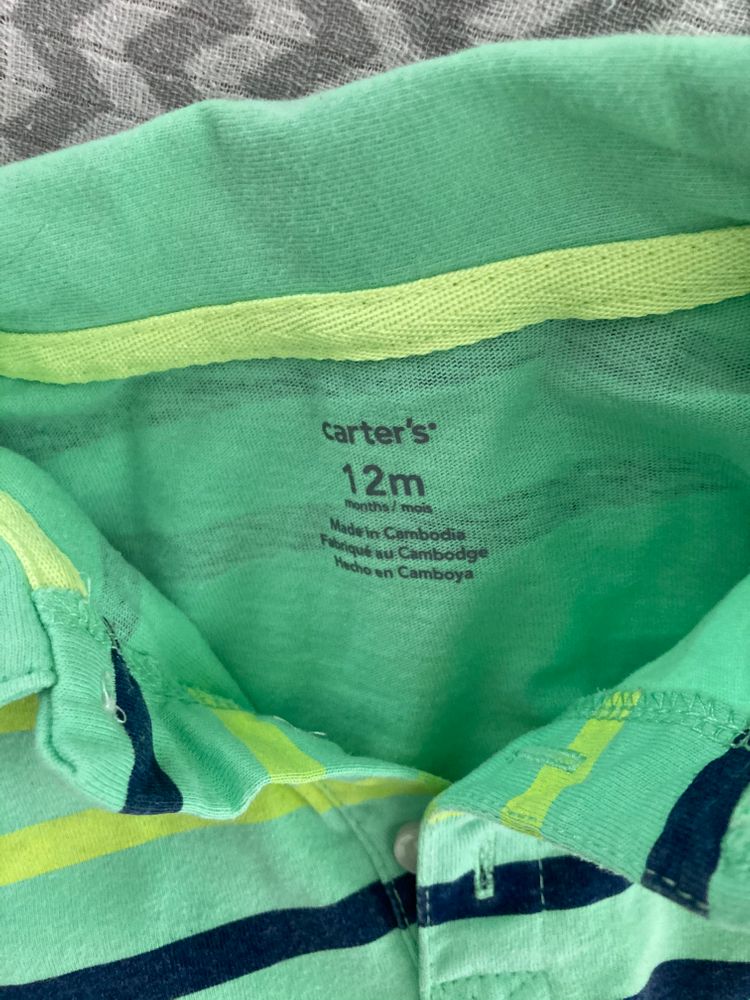 carter's
12m
months / mois
Made in Cambodia
Fabriqué au Cambodge
Hecho en Camboya